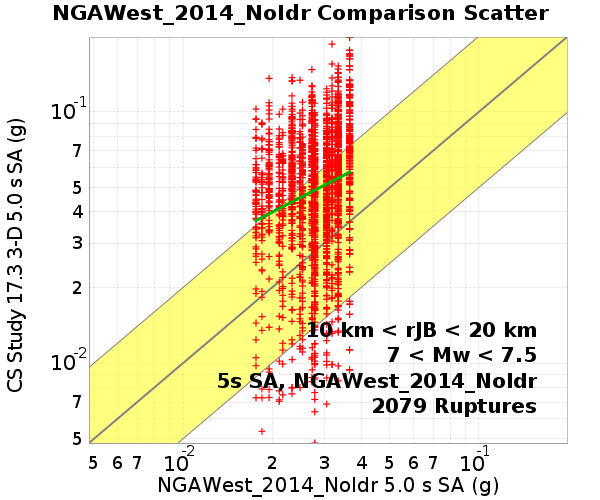 NGAWest_2014_NoIdr Comparison Scatter
CS Study 17.3 3-D 5.0 s SA (g)
10-1
7
5
4
3
2
10-2
7
5
10 km < rJB < 20 km
7 < Mw < 7.5
5s SA, NGAWest_2014_NoIdr
2079 Ruptures
5 6 7 10-2 2 3 4 5 6 7 10-1
NGAWest_2014_NoIdr 5.0 s SA (g)